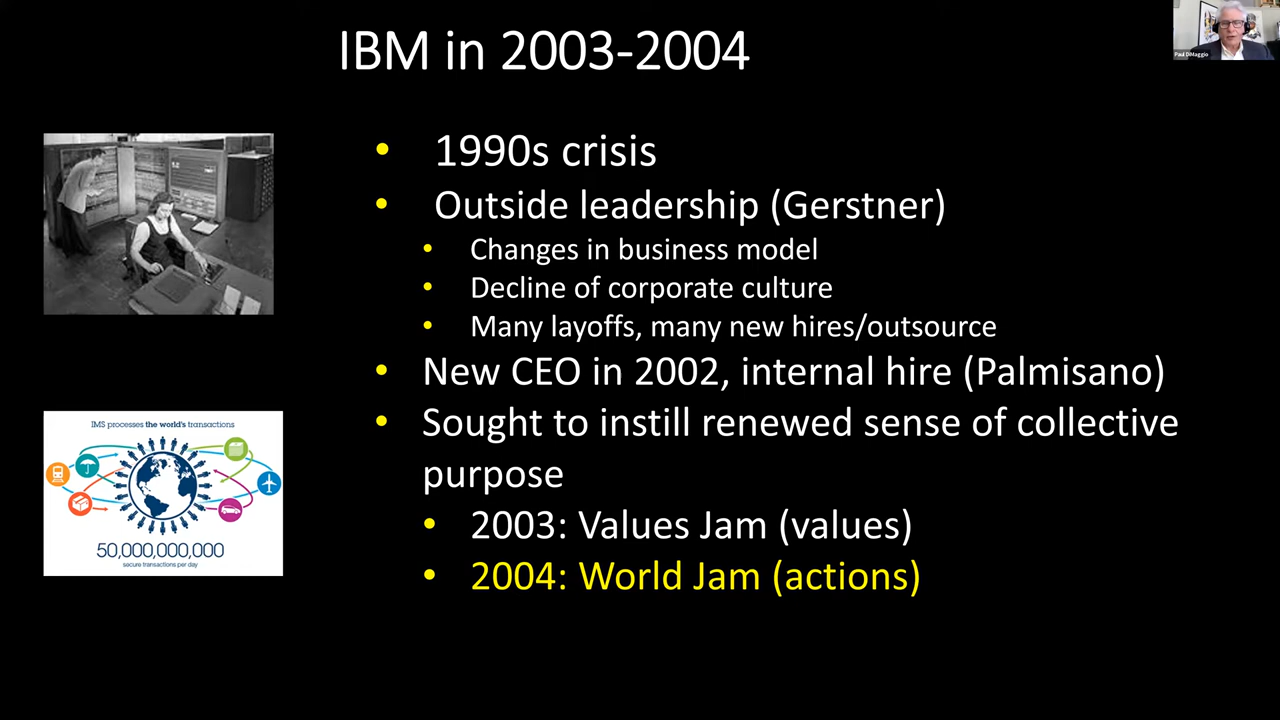 IBM in 2003-2004
Paul DiMaggio
1990s crisis
Outside leadership (Gerstner)
Changes in business model
Decline of corporate culture
Many layoffs, many new hires/outsource
New CEO in 2002, internal hire (Palmisano)
Sought to instill renewed sense of collective
purpose
2003: Values Jam (values)
2004: World Jam (actions)
IMS processes the world's transactions
50,000,000,000
secure transactions per day